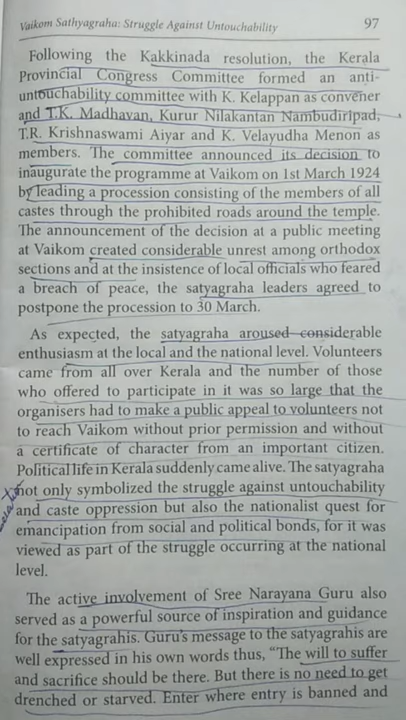 Vaikom Sathyagraha: Struggle Against Untouchability 97
Following the Kakkinada resolution, the Kerala
Provincial Congress Committee formed an anti-
untouchability committee with K. Kelappan as convener
and T.K. Madhavan, Kurur Nilakantan Nambudiripad,
T.R. Krishnaswami Aiyar and K. Velayudha Menon as
members. The committee announced its decision to
inaugurate the programme at Vaikom on 1st March 1924
by leading a procession consisting of the members of all
castes through the prohibited roads around the temple.
The announcement of the decision at a public meeting
at Vaikom created considerable unrest among orthodox
sections and at the insistence of local officials who feared
a breach of peace, the satyagraha leaders agreed to
postpone the procession to 30 March.
As expected, the satyagraha aroused considerable
enthusiasm at the local and the national level. Volunteers
came from all over Kerala and the number of those
who offered to participate in it was so large that the
organisers had to make a public appeal to volunteers not
to reach Vaikom without prior permission and without
a certificate of character from an important citizen.
Political life in Kerala suddenly came alive. The satyagraha
not only symbolized the struggle against untouchability
and caste oppression but also the nationalist quest for
emancipation from social and political bonds, for it was
viewed as part of the struggle occurring at the national
level.
The active involvement of Sree Narayana Guru also
served as a powerful source of inspiration and guidance
for the satyagrahis. Guru's message to the satyagrahis are
well expressed in his own words thus, "The will to suffer
and sacrifice should be there. But there is no need to get
drenched or starved. Enter where entry is banned and